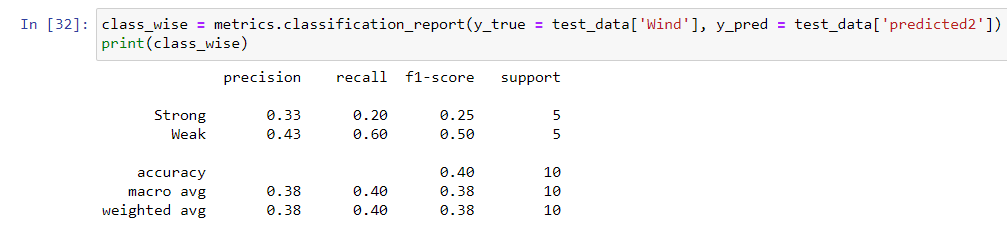 In [32]: class_wise = metrics.classification_report(y_true = test_data['Wind'], y_pred = test_data['predicted2'])
print(class_wise)
precision recall f1-score support
Strong 0.33 0.20 0.25 5
Weak 0.43 0.60 0.50 5
accuracy 0.40 10
macro avg 0.38 0.40 0.38 10
weighted avg 0.38 0.40 0.38 10